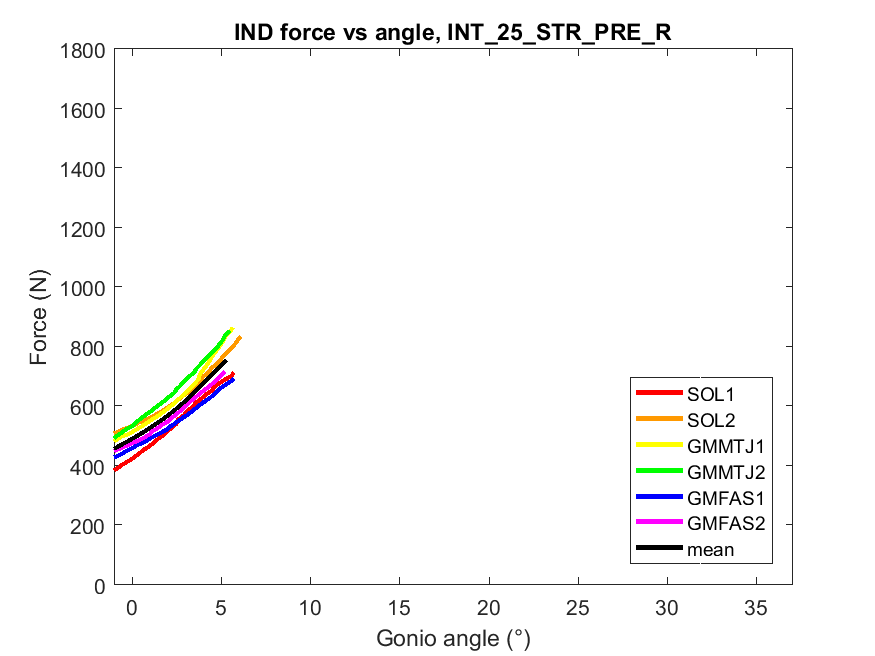 IND force vs angle, INT_25_STR_PRE_R
1800
1600
1400
1200
1000
800
600
400
200
0
Force (N)
0 5 10 15 20 25 30 35
Gonio angle (°)
SOL1
SOL2
GMMTJ1
GMMTJ2
GMFAS1
GMFAS2
mean